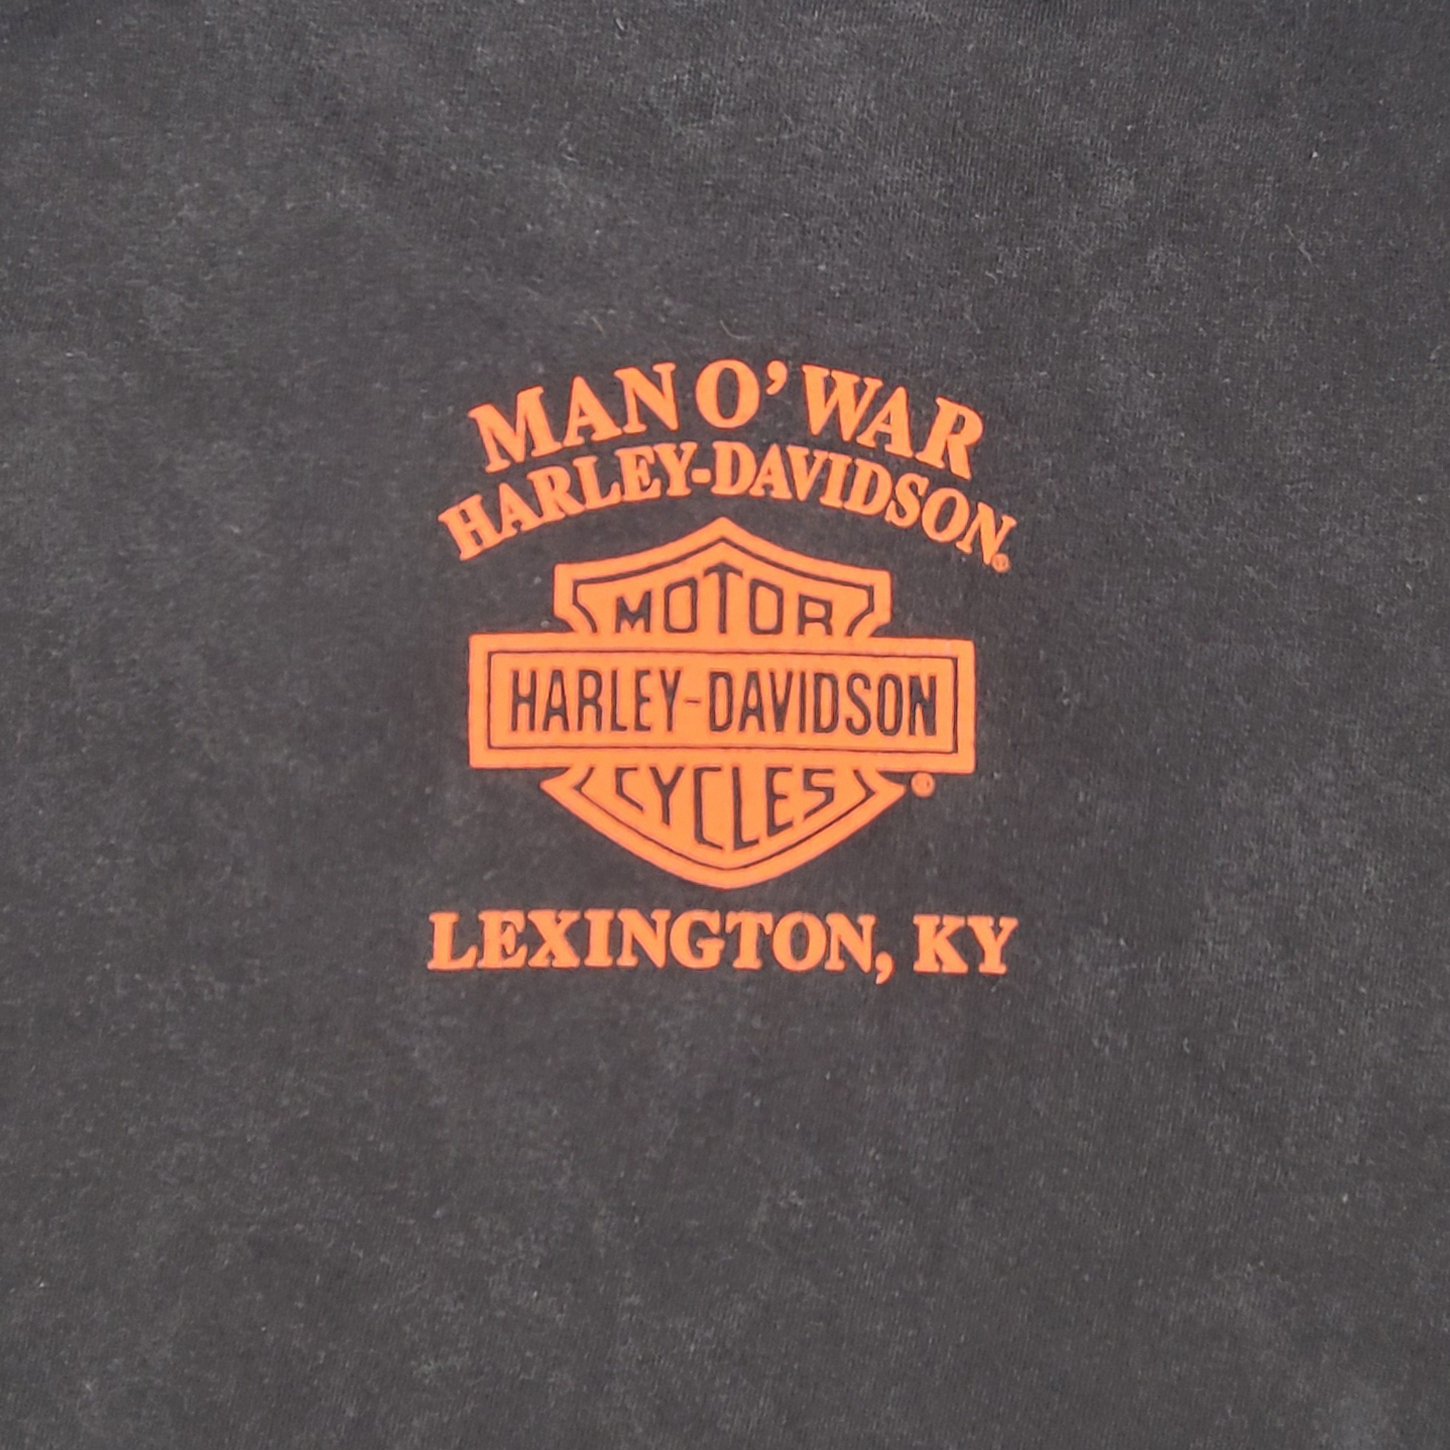 MAN O' WAR
HARLEY-DAVIDSON®
MOTOR
HARLEY-DAVIDSON
CYCLES ®
LEXINGTON, KY